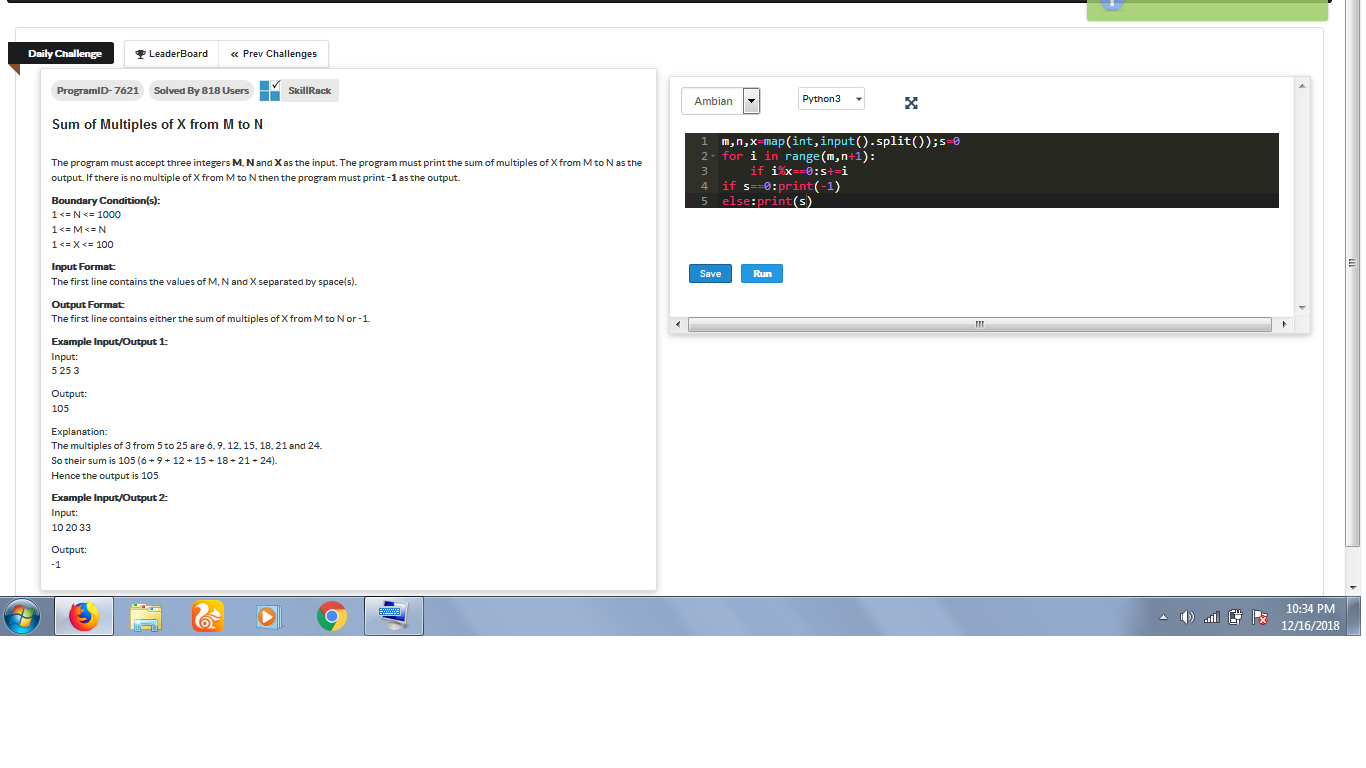 Daily Challenge
LeaderBoard
« Prev Challenges
ProgramID- 7621
Solved By 818 Users
SkillRack
Sum of Multiples of X from M to N
The program must accept three integers M, N and X as the input. The program must print the sum of multiples of X from M to N as the
output. If there is no multiple of X from M to N then the program must print -1 as the output.
Boundary Condition(s):
1 <= N <= 1000
1 <= M <= N
1 <= X <= 100
Input Format:
The first line contains the values of M, N and X separated by space(s).
Output Format:
The first line contains either the sum of multiples of X from M to N or -1.
Example Input/Output 1:
Input:
5 25 3
Output:
105
Explanation:
The multiples of 3 from 5 to 25 are 6, 9, 12, 15, 18, 21 and 24.
So their sum is 105 (6 + 9 + 12 + 15 + 18 + 21 + 24).
Hence the output is 105
Example Input/Output 2:
Input:
10 20 33
Output:
-1
Ambian
Python3
1 m,n,x=map(int,input().split());s=0
2 for i in range(m,n+1):
3     if i%x==0:s+=i
4 if s==0:print(-1)
5 else:print(s)
Save
Run
10:34 PM
12/16/2018